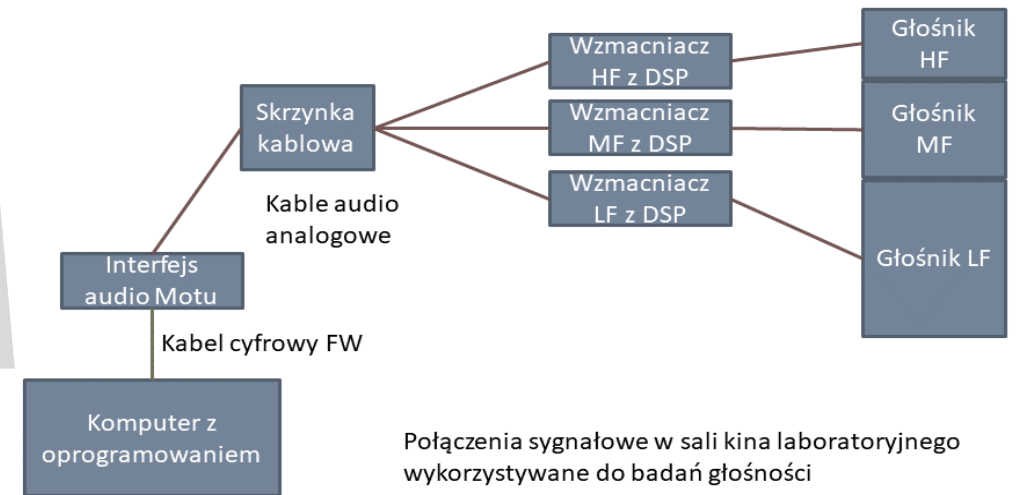 Głośnik
HF
Wzmacniacz
HF z DSP
Skrzynka
kablowa
Wzmacniacz
MF z DSP
Głośnik
MF
Wzmacniacz
LF z DSP
Kable audio
analogowe
Głośnik LF
Interfejs
audio Motu
Kabel cyfrowy FW
Komputer z
oprogramowaniem
Połączenia sygnałowe w sali kina laboratoryjnego
wykorzystywane do badań głośności